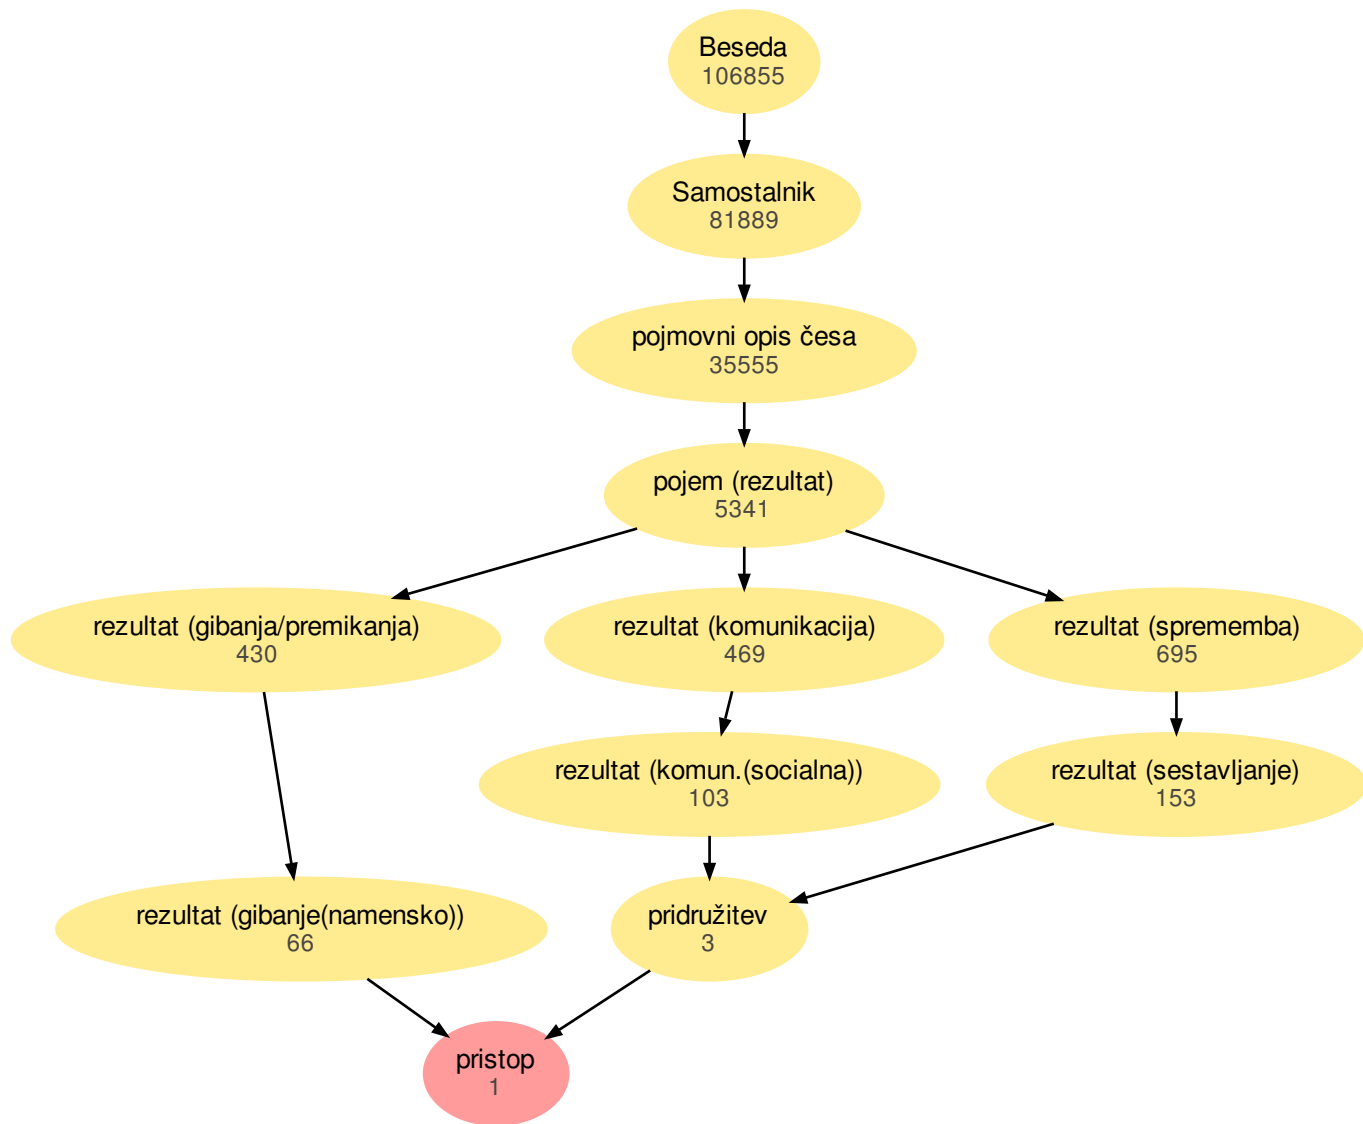 Beseda
106855
Samostalnik
81889
pojmovni opis česa
35555
pojem (rezultat)
5341
rezultat (gibanja/premikanja)
430
rezultat (komunikacija)
469
rezultat (sprememba)
695
rezultat (komun.(socialna))
103
rezultat (sestavljanje)
153
rezultat (gibanje(namensko))
66
pridružitev
3
pristop
1